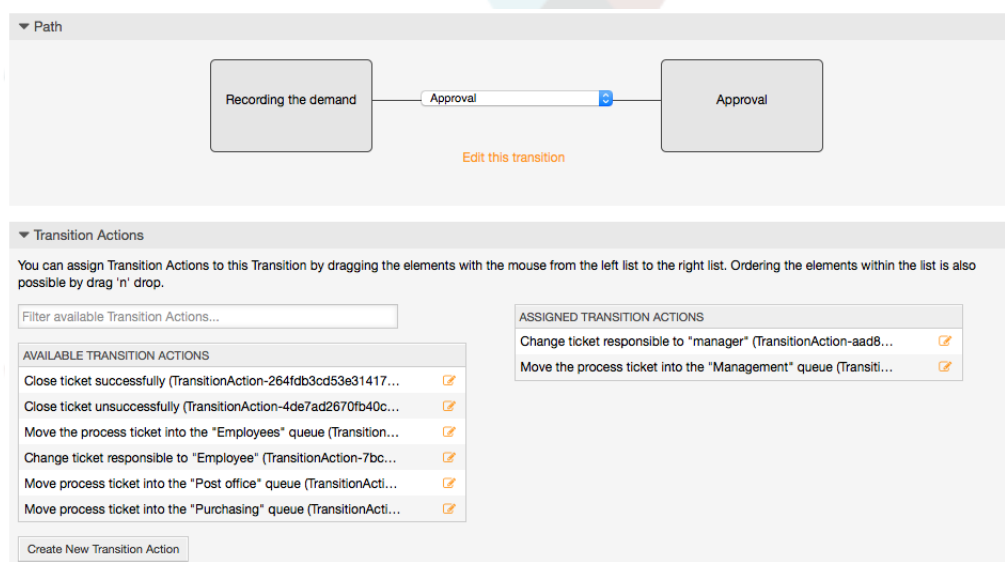 Path
Recording the demand
Approval
Approval
Edit this transition
Transition Actions
You can assign Transition Actions to this Transition by dragging the elements with the mouse from the left list to the right list. Ordering the elements within the list is also
possible by drag 'n' drop.
Filter available Transition Actions...
AVAILABLE TRANSITION ACTIONS
Close ticket successfully (TransitionAction-264fdb3cd53e31417...
Close ticket unsuccessfully (TransitionAction-4de7ad2670fb40c...
Move the process ticket into the "Employees" queue (Transition...
Change ticket responsible to "Employee" (TransitionAction-7bc...
Move process ticket into the "Post office" queue (TransitionActi...
Move process ticket into the "Purchasing" queue (TransitionActi...
Create New Transition Action
ASSIGNED TRANSITION ACTIONS
Change ticket responsible to "manager" (TransitionAction-aad8...
Move the process ticket into the "Management" queue (Transiti...